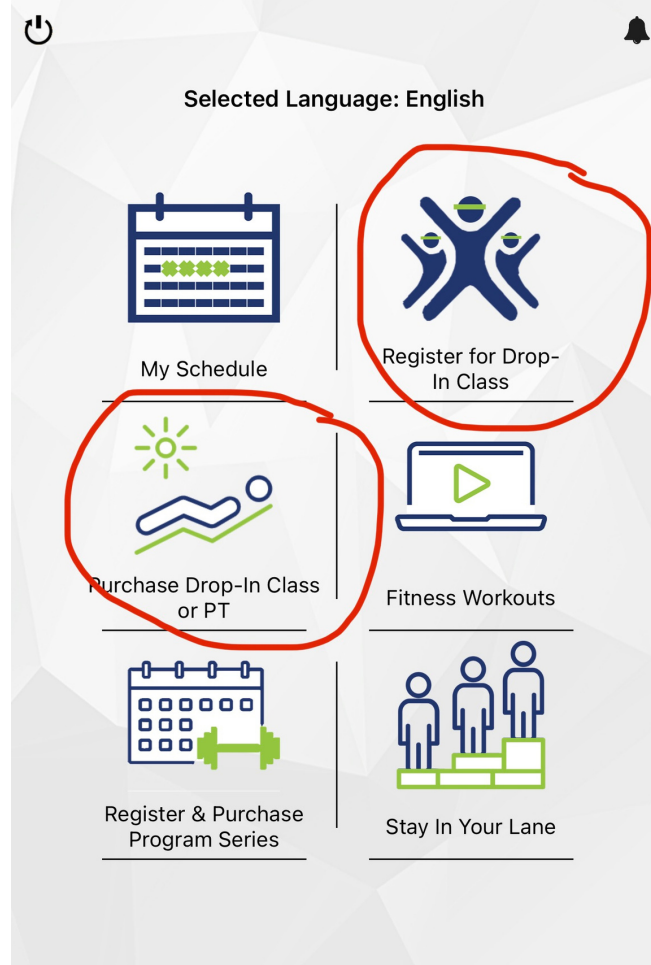 Selected Language: English
My Schedule
Register for Drop-
In Class
Purchase Drop-In Class
or PT
Fitness Workouts
Register & Purchase
Program Series
Stay In Your Lane